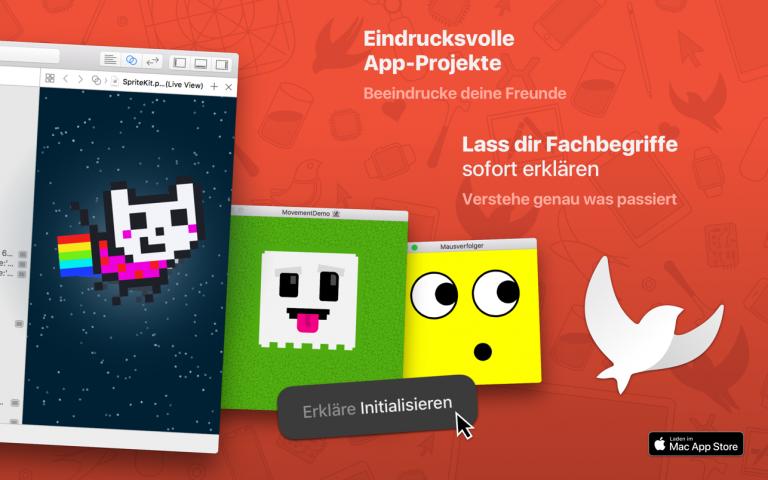 Eindrucksvolle
App-Projekte
Beeindrucke deine Freunde
Lass dir Fachbegriffe
sofort erklären
Verstehe genau was passiert
SpriteKit.p...(Live View)
MovementDemo
Mausverfolger
Erkläre Initialisieren
Laden im
Mac App Store